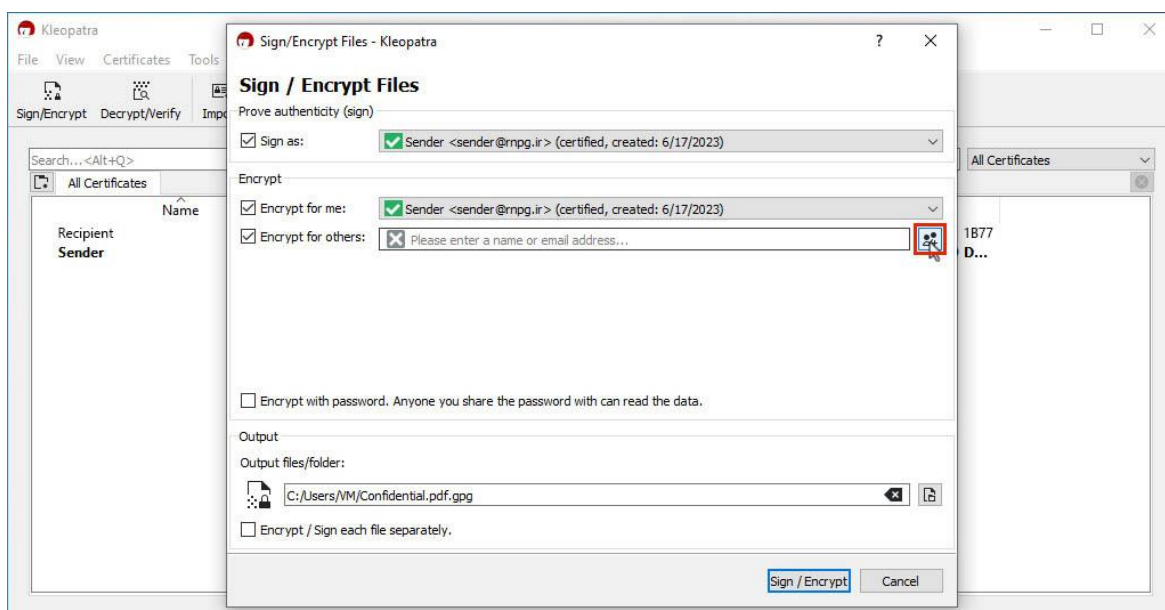 Kleopatra
File View Certificates Tools
Sign/Encrypt Decrypt/Verify
Search...<Alt+Q>
All Certificates
All Certificates
Name
Recipient
1B77
Sender
D...
Sign/Encrypt Files - Kleopatra
?
Sign / Encrypt Files
Prove authenticity (sign)
Sign as: Sender <sender@rnpg.ir> (certified, created: 6/17/2023)
Encrypt
Encrypt for me: Sender <sender@rnpg.ir> (certified, created: 6/17/2023)
Encrypt for others: Please enter a name or email address...
Encrypt with password. Anyone you share the password with can read the data.
Output
Output files/folder:
C:/Users/VM/Confidential.pdf.gpg
Encrypt / Sign each file separately.
Sign / Encrypt Cancel